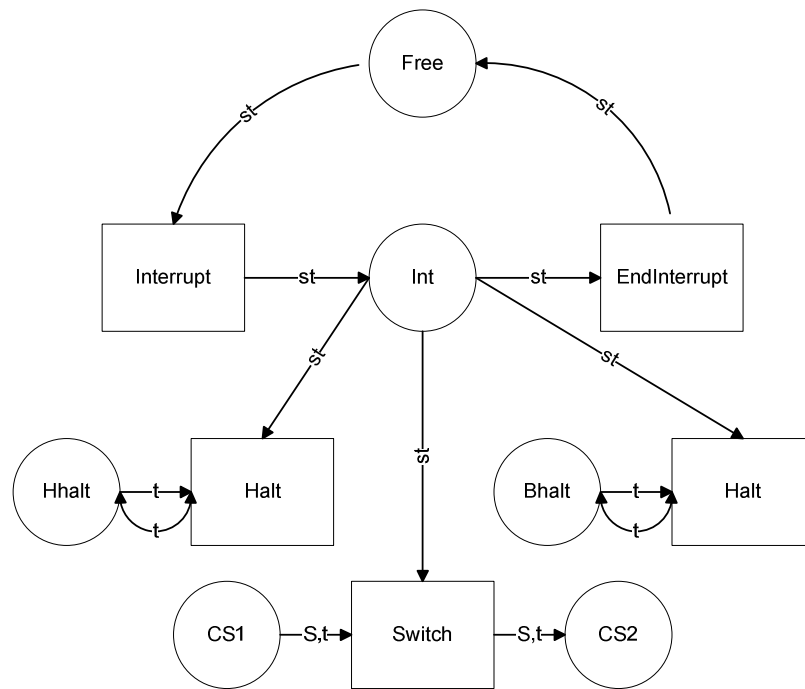 Free
st
st
Interrupt
st
Int
st
EndInterrupt
st
st
st
Hhalt
t
t
Halt
Bhalt
t
t
Halt
CS1
S,t
Switch
S,t
CS2